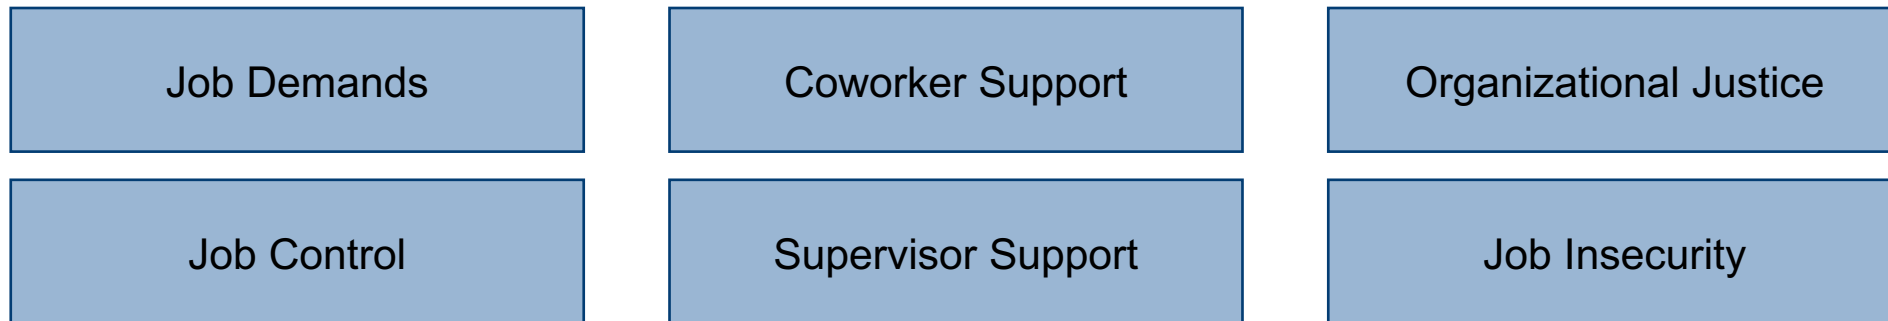 Job Demands
Coworker Support
Organizational Justice
Job Control
Supervisor Support
Job Insecurity